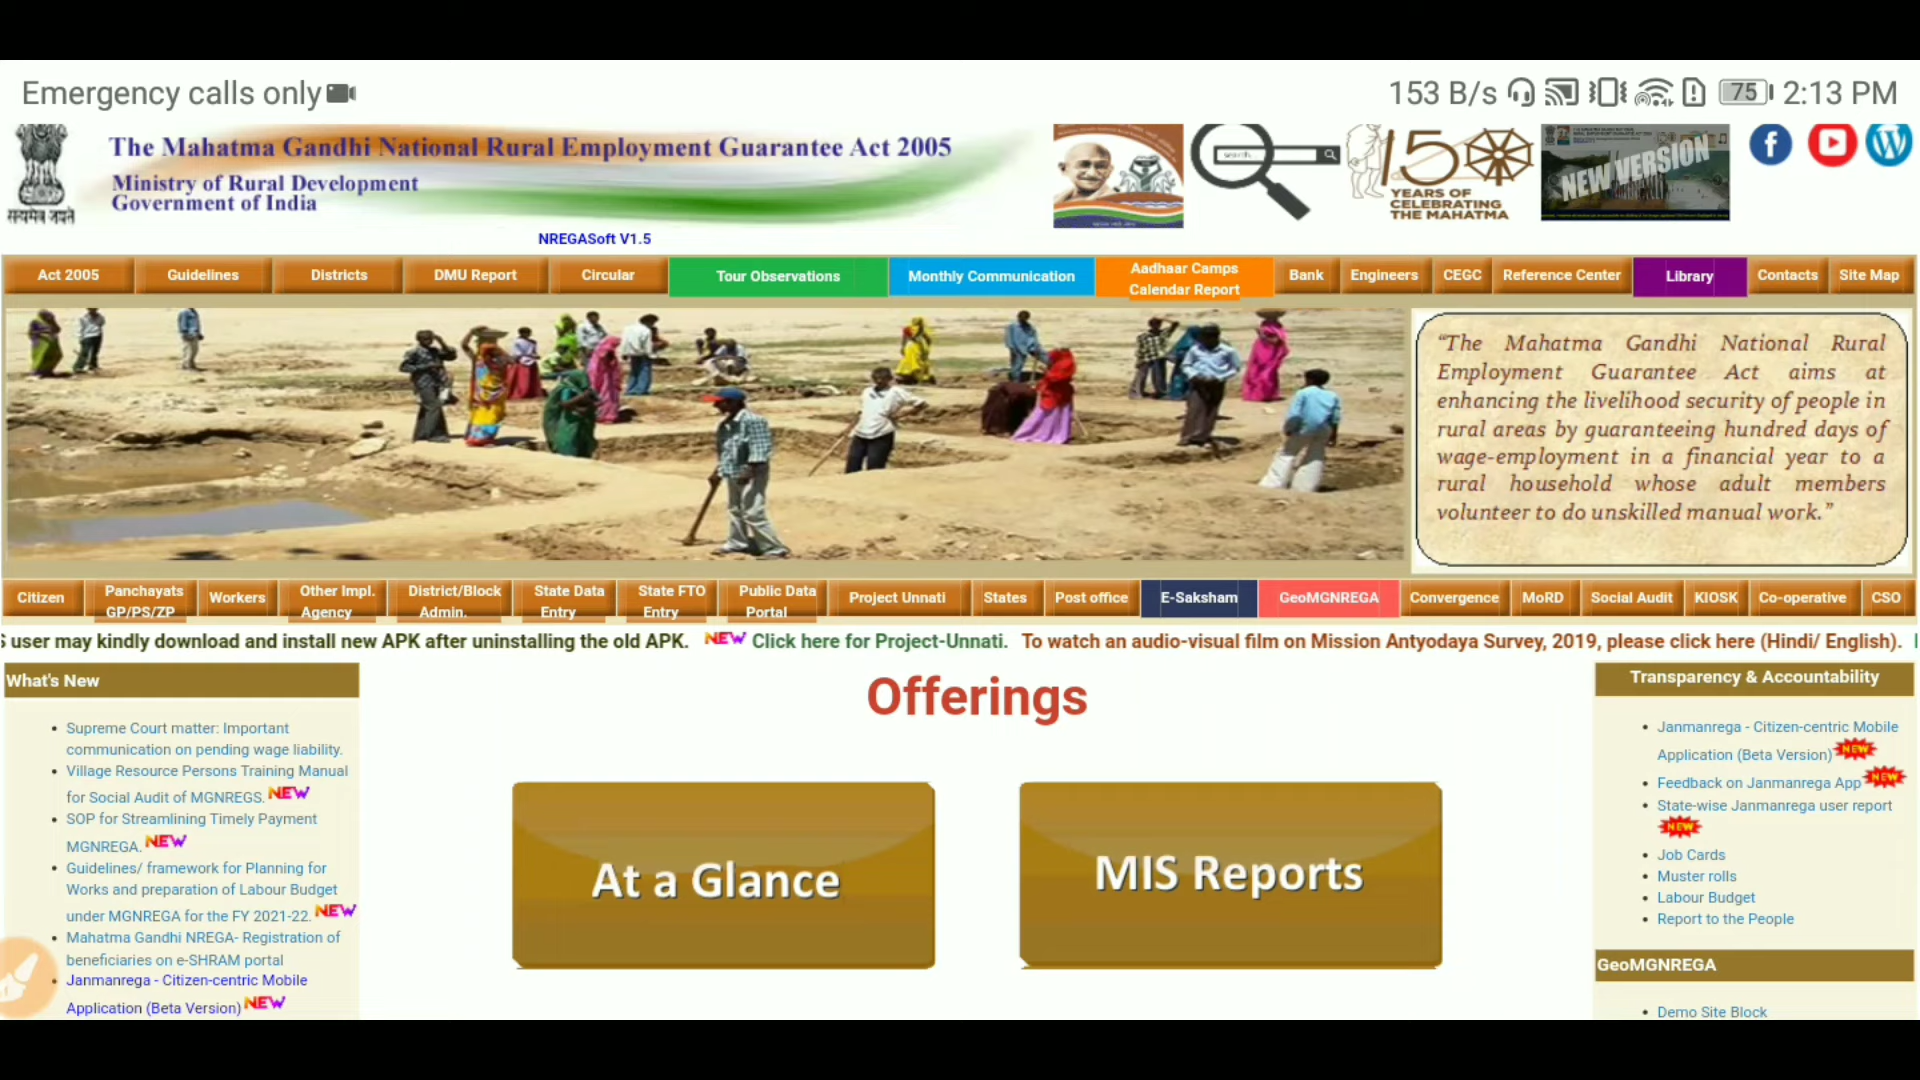 Emergency calls only
153 B/s 75 2:13 PM
The Mahatma Gandhi National Rural Employment Guarantee Act 2005
Ministry of Rural Development
Government of India
सत्यमेव जयते
NREGASoft V1.5
search...
150
YEARS OF
CELEBRATING
THE MAHATMA
NEW VERSION
Act 2005
Guidelines
Districts
DMU Report
Circular
Tour Observations
Monthly Communication
Aadhaar Camps
Calendar Report
Bank
Engineers
CEGC
Reference Center
Library
Contacts
Site Map
“The Mahatma Gandhi National Rural
Employment Guarantee Act aims at
enhancing the livelihood security of people in
rural areas by guaranteeing hundred days of
wage-employment in a financial year to a
rural household whose adult members
volunteer to do unskilled manual work.”
Citizen
Panchayats
GP/PS/ZP
Workers
Other Impl.
Agency
District/Block
Admin.
State Data
Entry
State FTO
Entry
Public Data
Portal
Project Unnati
States
Post office
E-Saksham
GeoMGNREGA
Convergence
MoRD
Social Audit
KIOSK
Co-operative
CSO
S user may kindly download and install new APK after uninstalling the old APK. NEW Click here for Project-Unnati. To watch an audio-visual film on Mission Antyodaya Survey, 2019, please click here (Hindi/ English).
What's New
Supreme Court matter: Important
communication on pending wage liability.
Village Resource Persons Training Manual
for Social Audit of MGNREGS. NEW
SOP for Streamlining Timely Payment
MGNREGA. NEW
Guidelines/ framework for Planning for
Works and preparation of Labour Budget
under MGNREGA for the FY 2021-22. NEW
Mahatma Gandhi NREGA- Registration of
beneficiaries on e-SHRAM portal
Janmanrega - Citizen-centric Mobile
Application (Beta Version) NEW
Offerings
At a Glance
MIS Reports
Transparency & Accountability
Janmanrega - Citizen-centric Mobile
Application (Beta Version) NEW
Feedback on Janmanrega App NEW
State-wise Janmanrega user report
NEW
Job Cards
Muster rolls
Labour Budget
Report to the People
GeoMGNREGA
Demo Site Block